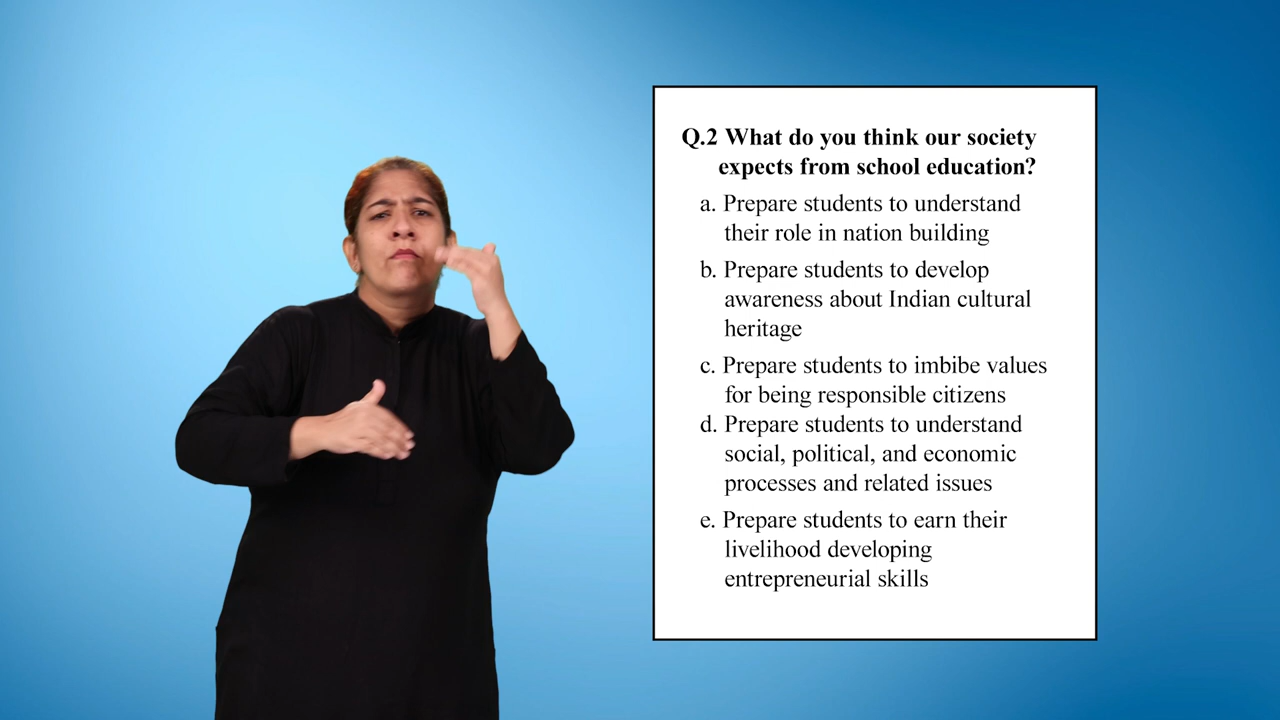 Q.2 What do you think our society
expects from school education?
a. Prepare students to understand
their role in nation building
b. Prepare students to develop
awareness about Indian cultural
heritage
c. Prepare students to imbibe values
for being responsible citizens
d. Prepare students to understand
social, political, and economic
processes and related issues
e. Prepare students to earn their
livelihood developing
entrepreneurial skills